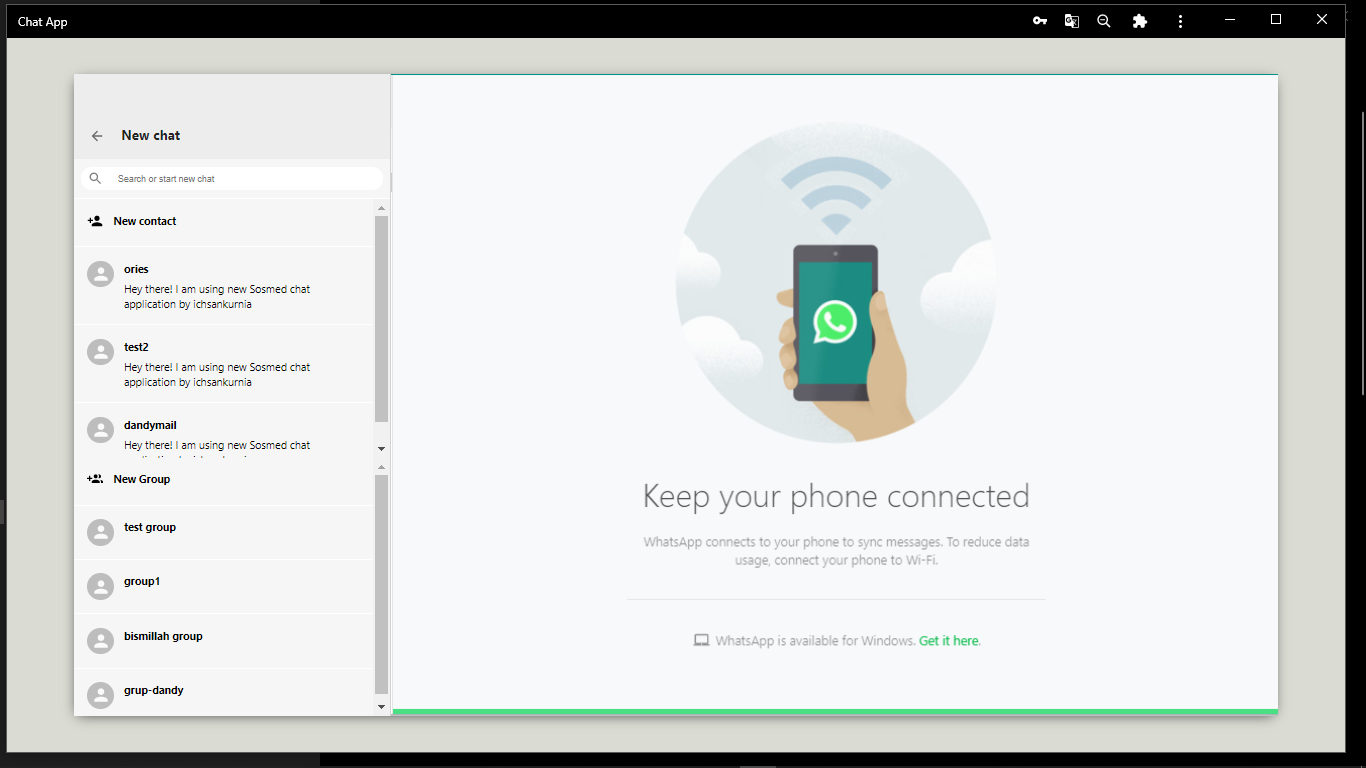 Chat App
New chat
Search or start new chat
New contact
ories
Hey there! I am using new Sosmed chat
application by ichsankurnia
test2
Hey there! I am using new Sosmed chat
application by ichsankurnia
dandymail
Hey there! I am using new Sosmed chat
New Group
test group
group1
bismillah group
grup-dandy
Keep your phone connected
WhatsApp connects to your phone to sync messages. To reduce data
usage, connect your phone to Wi-Fi.
WhatsApp is available for Windows. Get it here.